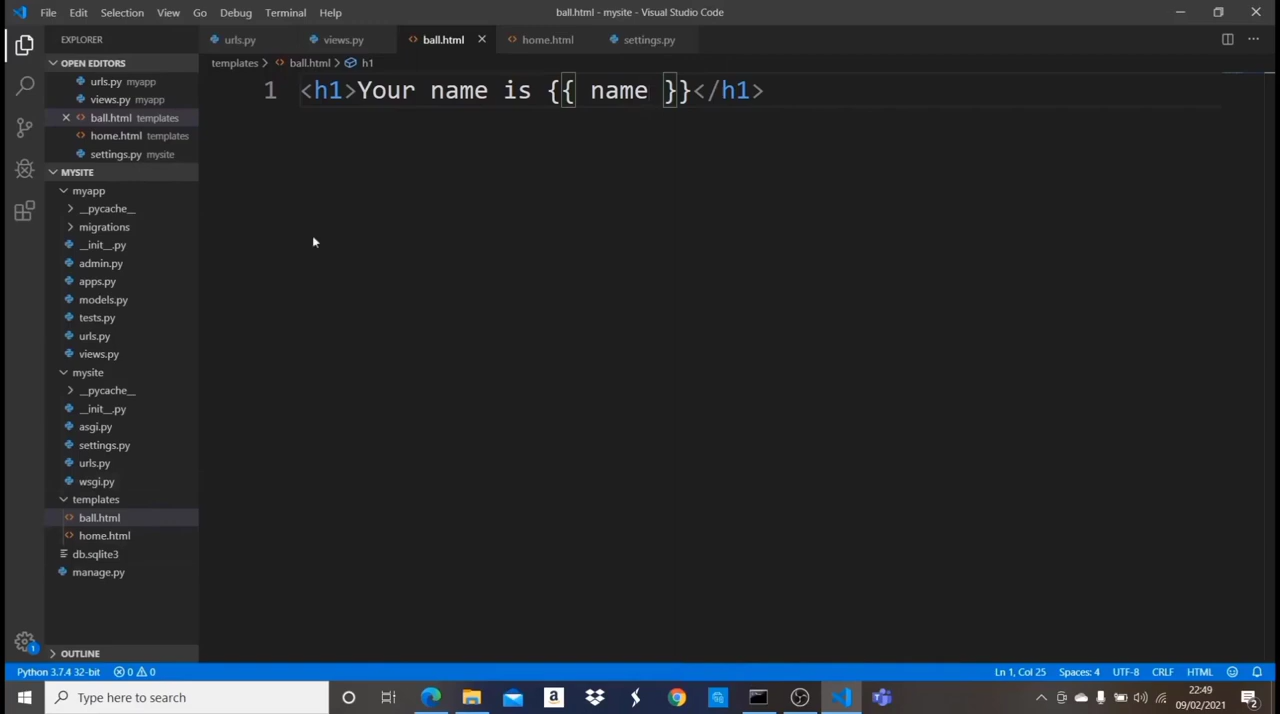 File Edit Selection View Go Debug Terminal Help
ball.html - mysite - Visual Studio Code
EXPLORER
urls.py
views.py
ball.html
home.html
settings.py
OPEN EDITORS
templates > ball.html > h1
urls.py myapp
views.py myapp
ball.html templates
home.html templates
settings.py mysite
1 <h1>Your name is {{ name }}</h1>
MYSITE
myapp
__pycache__
migrations
__init__.py
admin.py
apps.py
models.py
tests.py
urls.py
views.py
mysite
__pycache__
__init__.py
asgi.py
settings.py
urls.py
wsgi.py
templates
ball.html
home.html
db.sqlite3
manage.py
OUTLINE
1
Python 3.7.4 32-bit
0 0
Ln 1, Col 25 Spaces: 4 UTF-8 CRLF HTML
Type here to search
22:49
09/02/2021
2